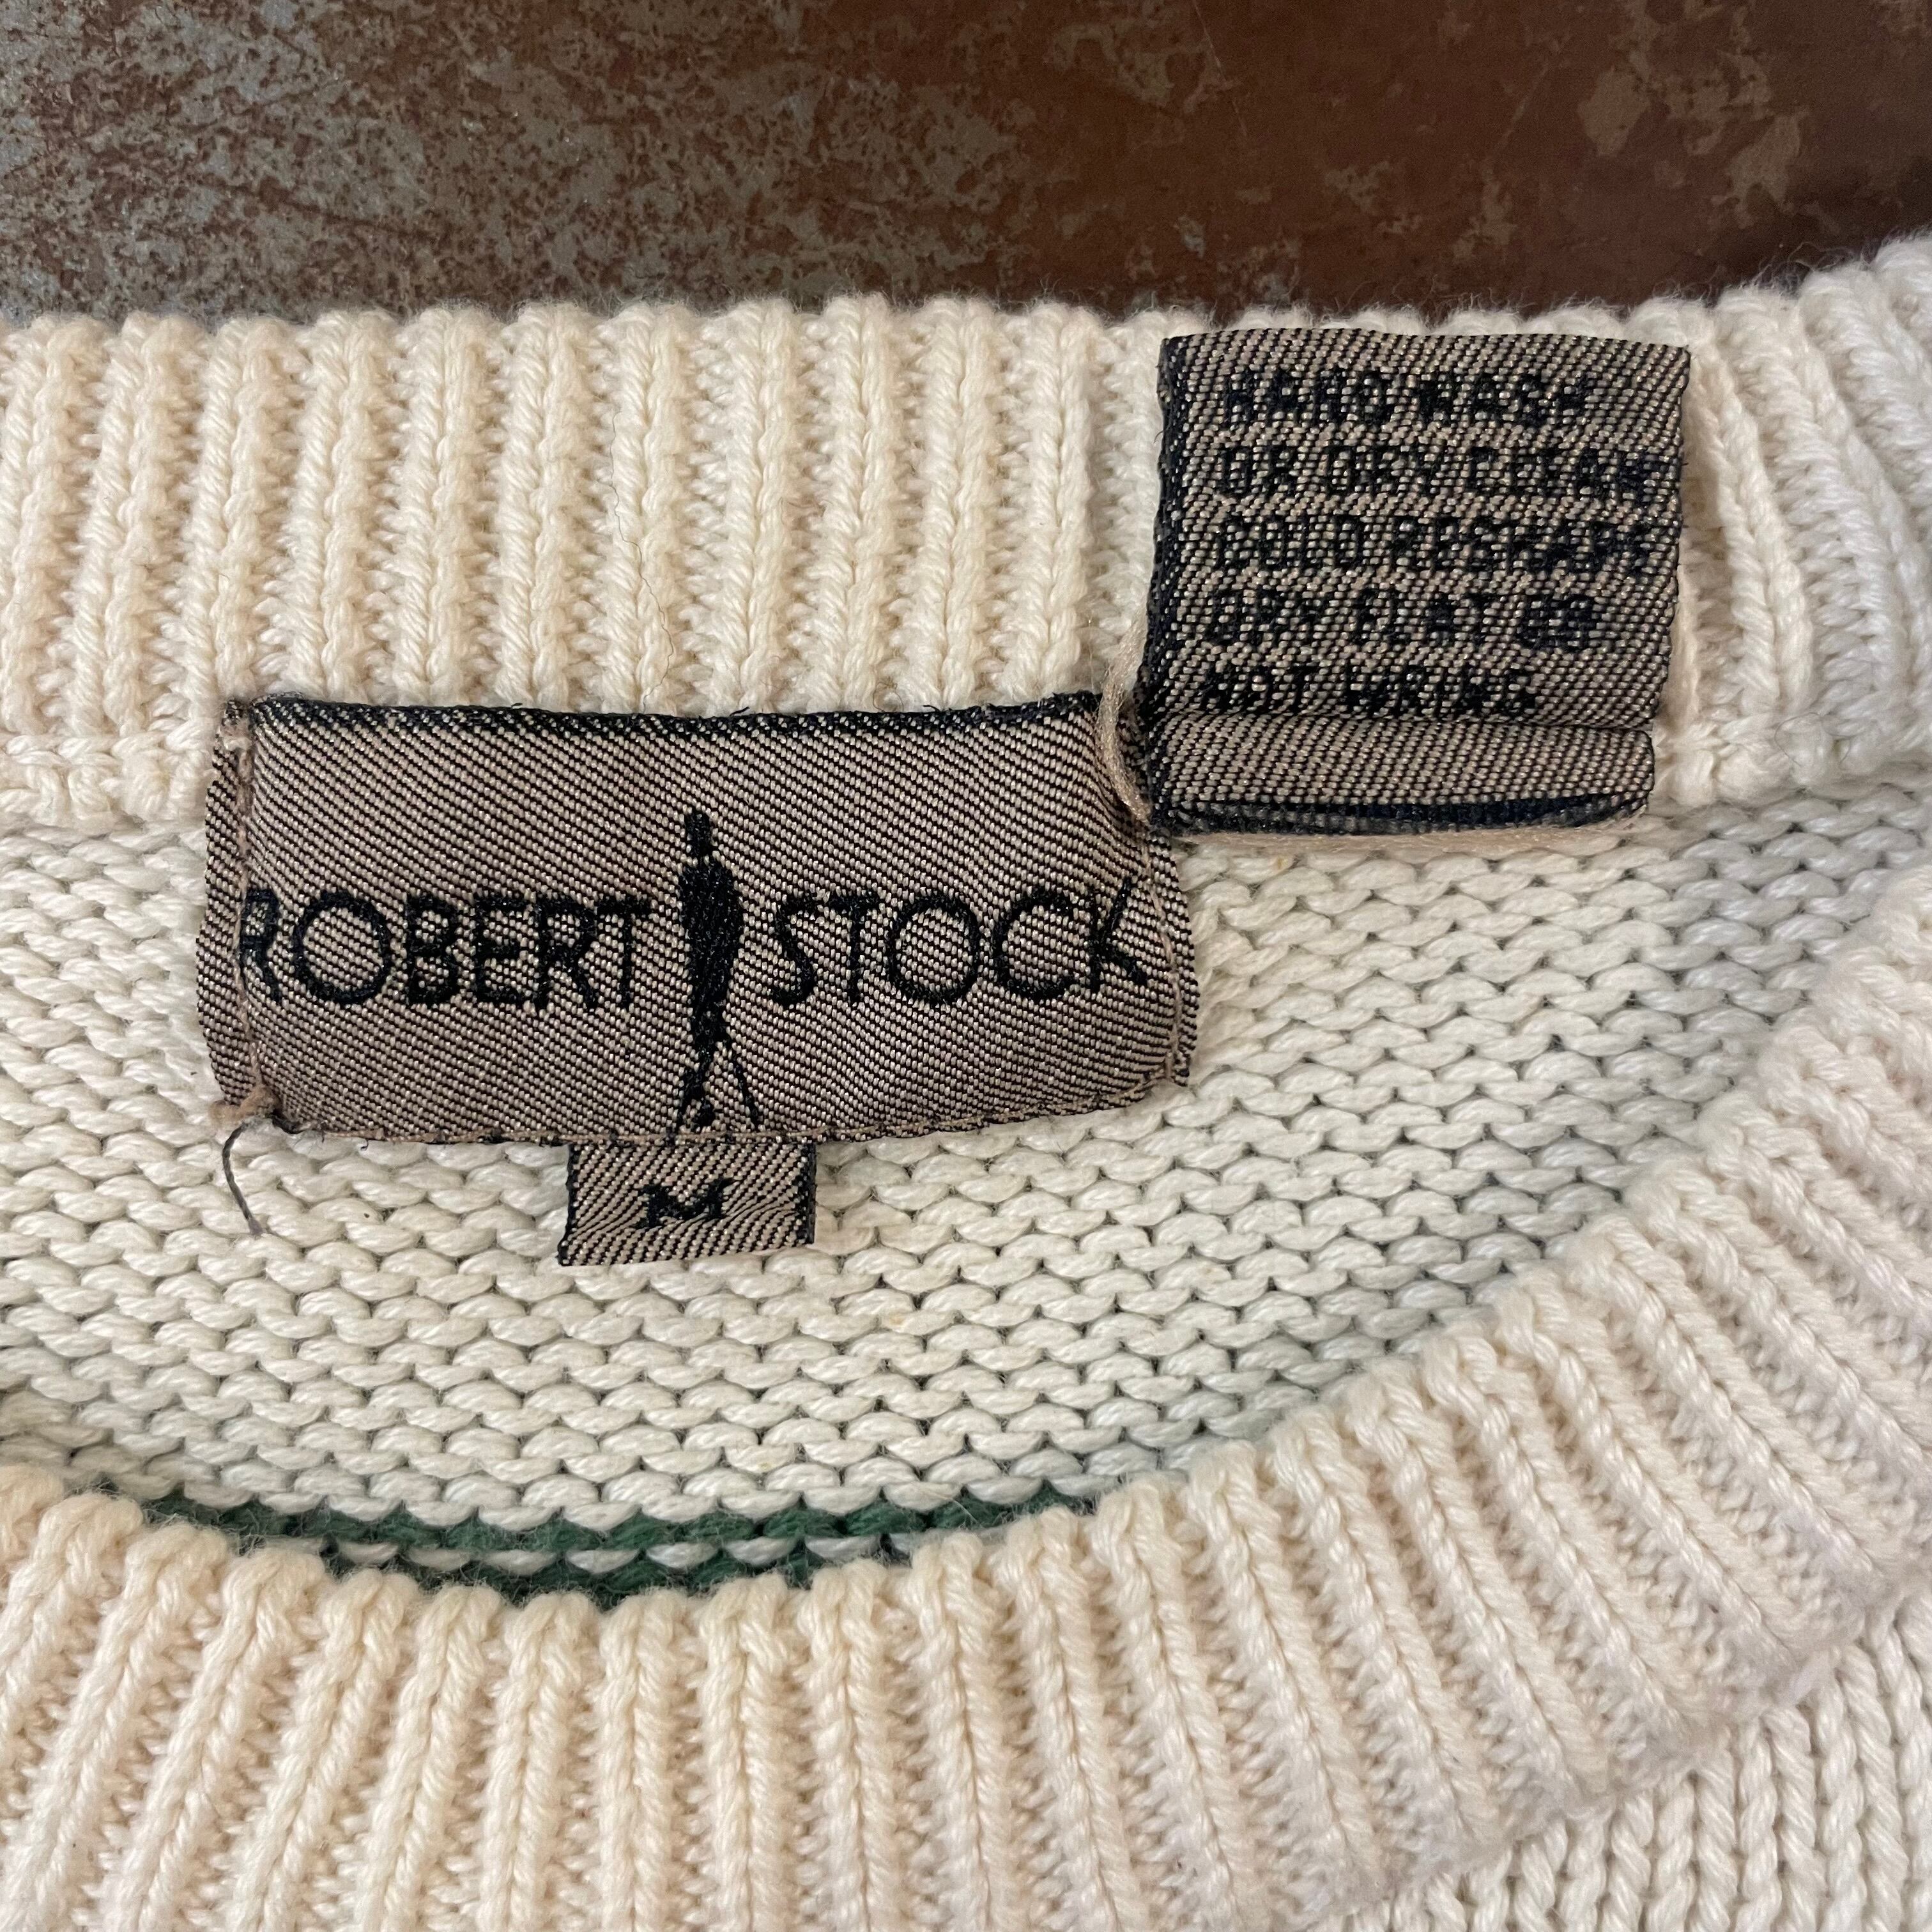 HAND WASH
OR DRY CLEAN
COLD RESHAPE
DRY FLAT DO
NOT WRING
ROBERT STOCK
M